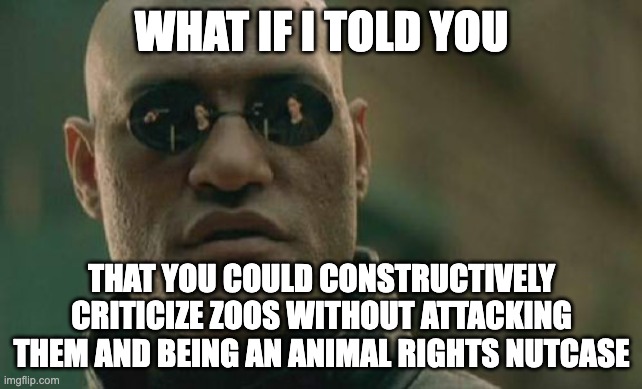 WHAT IF I TOLD YOU
THAT YOU COULD CONSTRUCTIVELY
CRITICIZE ZOOS WITHOUT ATTACKING
THEM AND BEING AN ANIMAL RIGHTS NUTCASE
imgflip.com